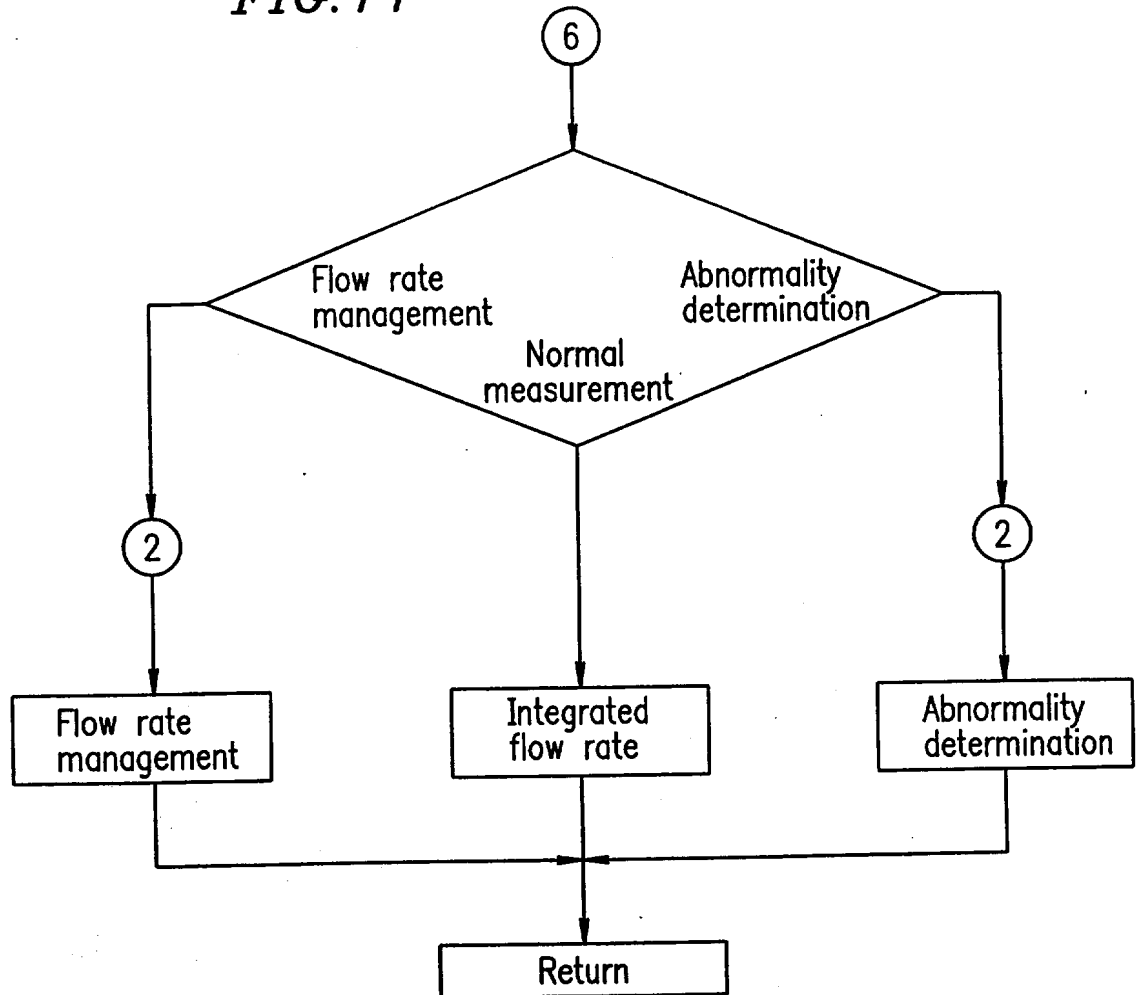 FIG. 77
6
Flow rate
management
Abnormality
determination
Normal
measurement
2
2
Flow rate
management
Integrated
flow rate
Abnormality
determination
Return